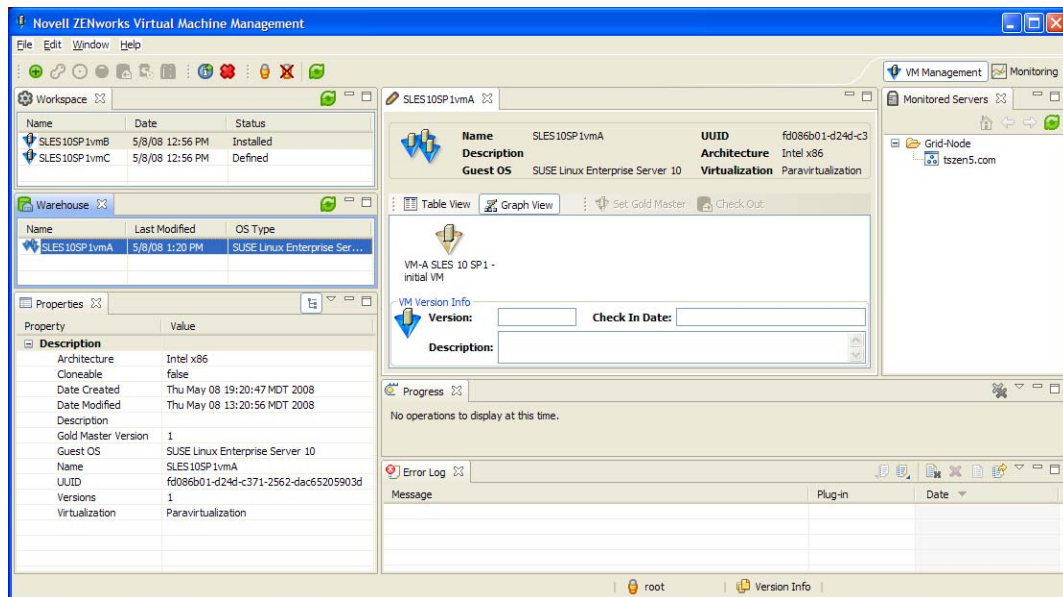 Novell ZENworks Virtual Machine Management
File Edit Window Help
VM Management Monitoring
Workspace
Name Date Status
SLES10SP1vmB 5/8/08 12:56 PM Installed
SLES10SP1vmC 5/8/08 12:56 PM Defined
Warehouse
Name Last Modified OS Type
SLES10SP1vmA 5/8/08 1:20 PM SUSE Linux Enterprise Ser...
Properties
Property Value
Description
Architecture Intel x86
Cloneable false
Date Created Thu May 08 19:20:47 MDT 2008
Date Modified Thu May 08 13:20:56 MDT 2008
Description
Gold Master Version 1
Guest OS SUSE Linux Enterprise Server 10
Name SLES10SP1vmA
UUID fd086b01-d24d-c371-2562-dac65205903d
Versions 1
Virtualization Paravirtualization
SLES10SP1vmA
Name SLES10SP1vmA UUID fd086b01-d24d-c3
Description Architecture Intel x86
Guest OS SUSE Linux Enterprise Server 10 Virtualization Paravirtualization
Table View Graph View Set Gold Master Check Out
VM-A SLES 10 SP1 -
initial VM
VM Version Info
Version: Check In Date:
Description:
Monitored Servers
Grid-Node
tszen5.com
Progress
No operations to display at this time.
Error Log
Message Plug-in Date
root Version Info